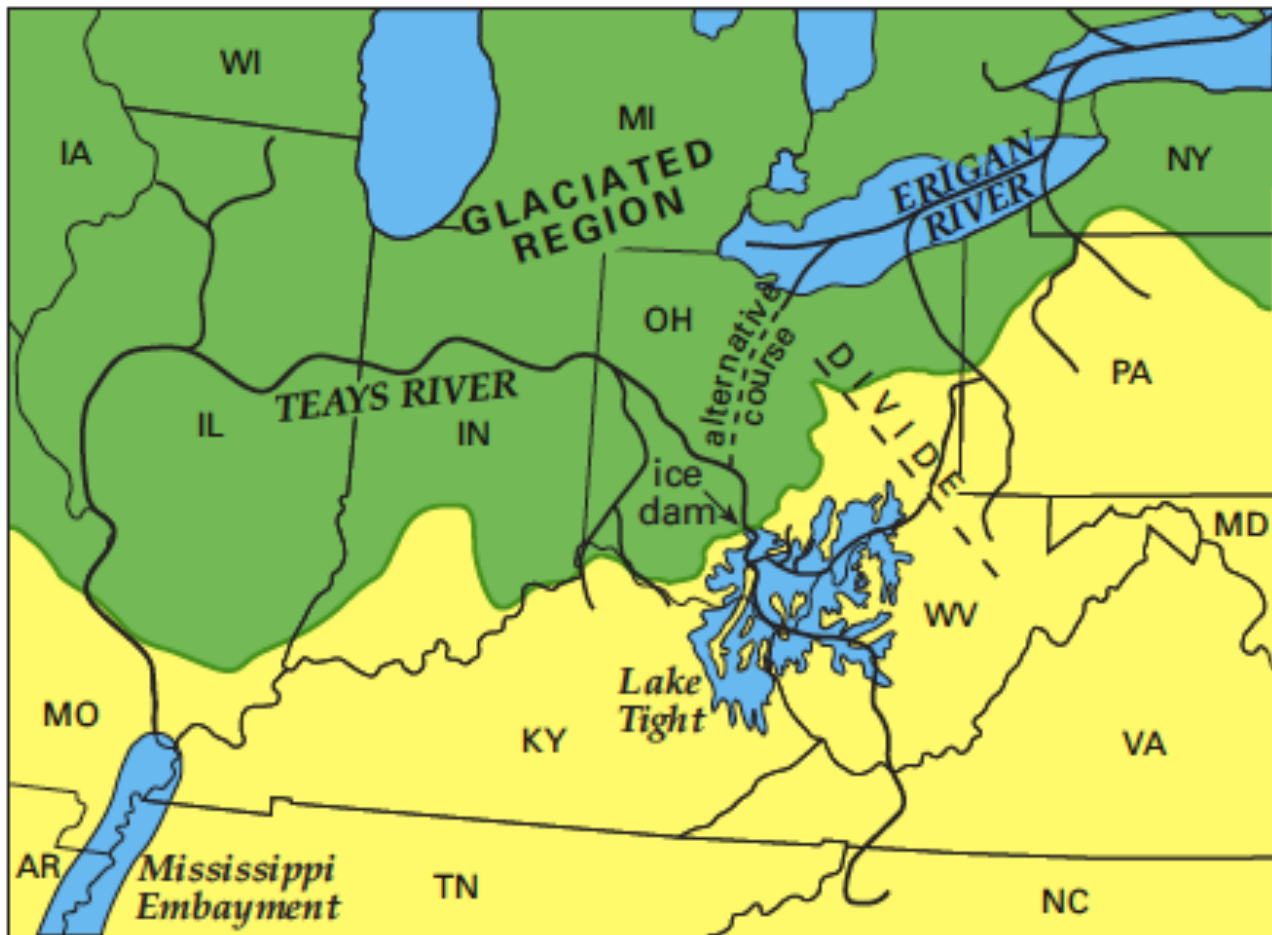 WI
MI
IA
NY
GLACIATED
REGION
ERIGAN
RIVER
OH
alternative
course
DIVIDE
PA
TEAYS RIVER
IL
IN
ice
dam
MD
WV
Lake
Tight
MO
KY
VA
AR
Mississippi
Embayment
TN
NC